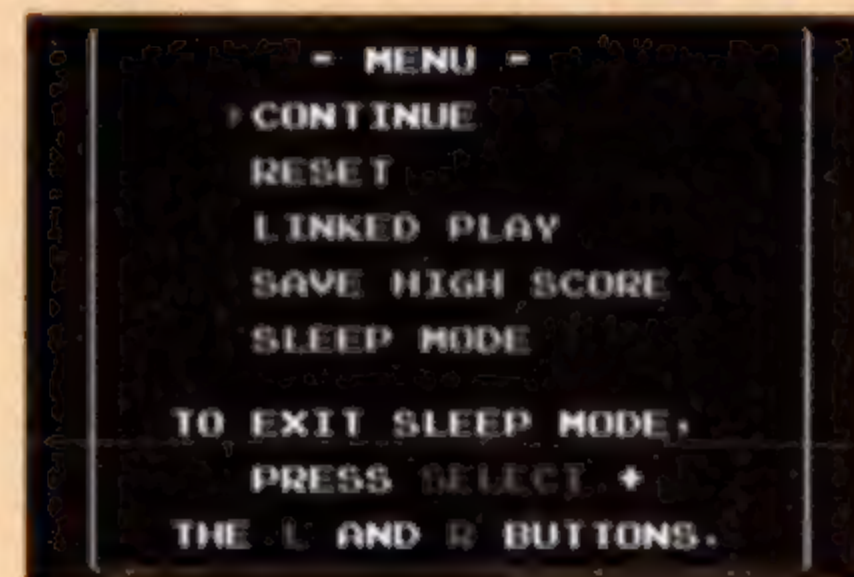 - MENU -
CONTINUE
RESET
LINKED PLAY
SAVE HIGH SCORE
SLEEP MODE
TO EXIT SLEEP MODE,
PRESS SELECT +
THE L AND R BUTTONS.